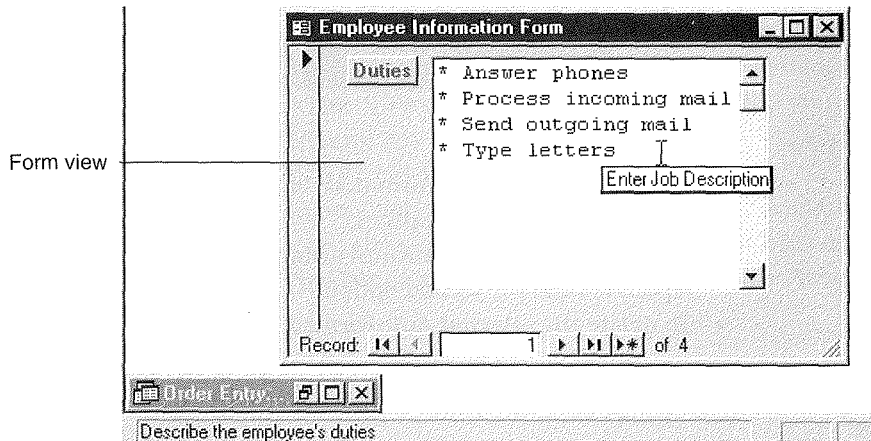 Employee Information Form
Duties
* Answer phones
* Process incoming mail
* Send outgoing mail
* Type letters
Enter Job Description
Form view
Record: 1 of 4
Order Entry...
Describe the employee's duties